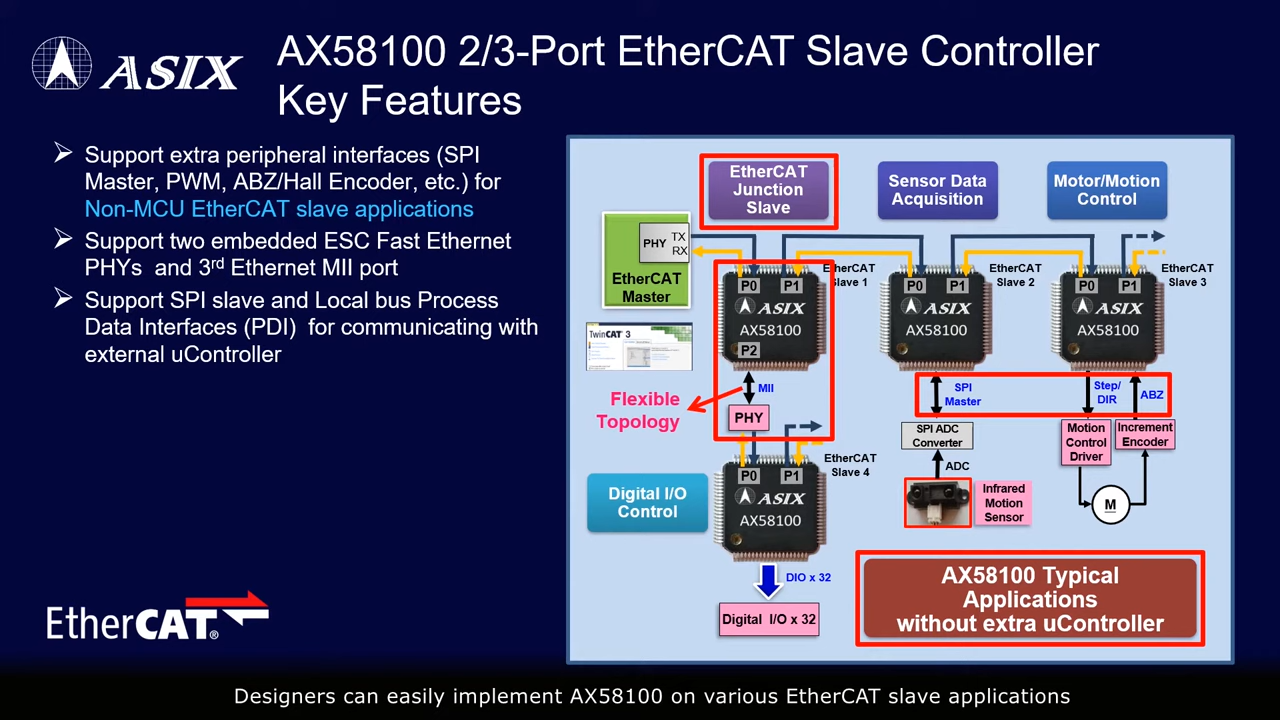 ASIX
AX58100 2/3-Port EtherCAT Slave Controller
Key Features
Support extra peripheral interfaces (SPI
Master, PWM, ABZ/Hall Encoder, etc.) for
Non-MCU EtherCAT slave applications
Support two embedded ESC Fast Ethernet
PHYs and 3rd Ethernet MII port
Support SPI slave and Local bus Process
Data Interfaces (PDI) for communicating with
external uController
EtherCAT
Junction
Slave
Sensor Data
Acquisition
Motor/Motion
Control
PHY
TX
RX
EtherCAT
Master
P0
P1
ASIX
AX58100
P2
EtherCAT
Slave 1
P0
P1
ASIX
AX58100
EtherCAT
Slave 2
P0
P1
ASIX
AX58100
EtherCAT
Slave 3
TwinCAT 3
Flexible
Topology
MII
PHY
SPI
Master
Step/
DIR
ABZ
SPI ADC
Converter
Motion
Control
Driver
Increment
Encoder
ADC
Infrared
Motion
Sensor
M
Digital I/O
Control
P0
P1
ASIX
AX58100
EtherCAT
Slave 4
DIO x 32
Digital I/O x 32
AX58100 Typical
Applications
without extra uController
EtherCAT®
Designers can easily implement AX58100 on various EtherCAT slave applications